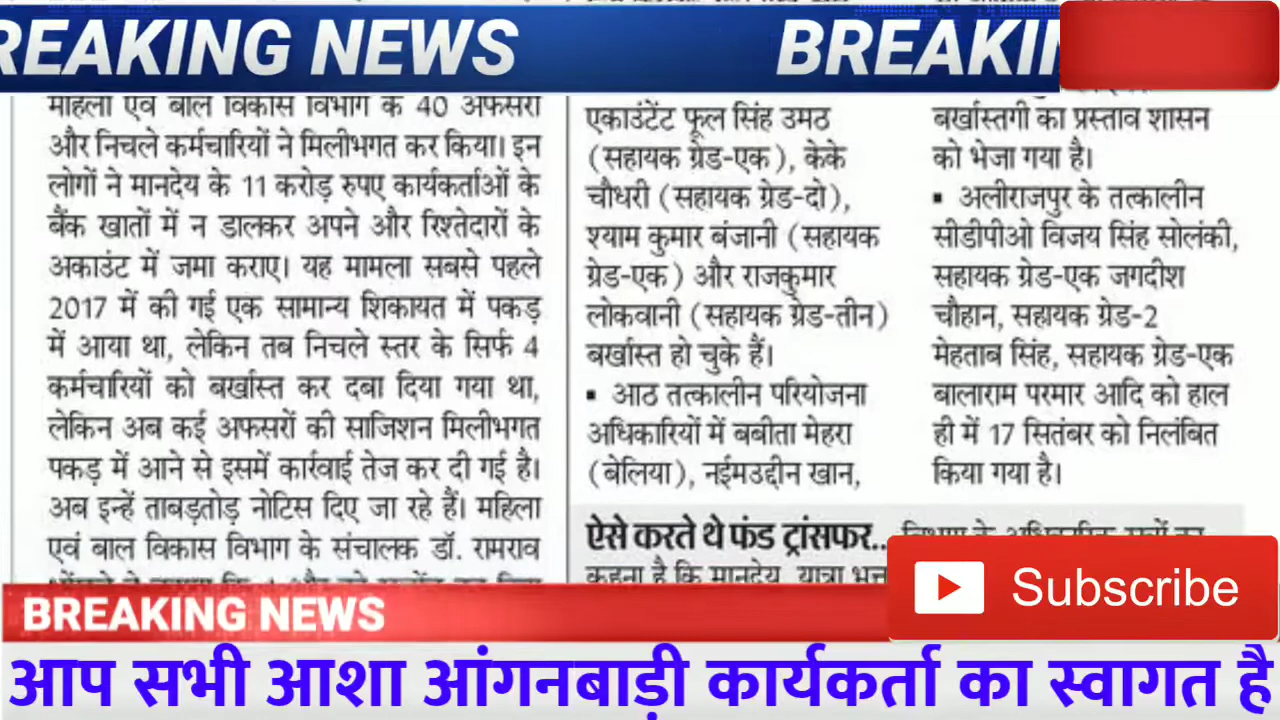 REAKING NEWS
BREAKIN
महिला एवं बाल विकास विभाग के 40 अफसरों
और निचले कर्मचारियों ने मिलीभगत कर किया। इन
लोगों ने मानदेय के 11 करोड़ रुपए कार्यकर्ताओं के
बैंक खातों में न डालकर अपने और रिश्तेदारों के
अकाउंट में जमा कराए। यह मामला सबसे पहले
2017 में की गई एक सामान्य शिकायत में पकड़
में आया था, लेकिन तब निचले स्तर के सिर्फ 4
कर्मचारियों को बर्खास्त कर दबा दिया गया था,
लेकिन अब कई अफसरों की साजिशन मिलीभगत
पकड़ में आने से इसमें कार्रवाई तेज कर दी गई है।
अब इन्हें ताबड़तोड़ नोटिस दिए जा रहे हैं। महिला
एवं बाल विकास विभाग के संचालक डॉ. रामराव
एकाउंटेंट फूल सिंह उमठ
(सहायक ग्रेड-एक), केके
चौधरी (सहायक ग्रेड-दो),
श्याम कुमार बंजानी (सहायक
ग्रेड-एक) और राजकुमार
लोकवानी (सहायक ग्रेड-तीन)
बर्खास्त हो चुके हैं।
▪ आठ तत्कालीन परियोजना
अधिकारियों में बबीता मेहरा
(बेलिया), नईमउद्दीन खान,
बर्खास्तगी का प्रस्ताव शासन
को भेजा गया है।
▪ अलीराजपुर के तत्कालीन
सीडीपीओ विजय सिंह सोलंकी,
सहायक ग्रेड-एक जगदीश
चौहान, सहायक ग्रेड-2
मेहताब सिंह, सहायक ग्रेड-एक
बालाराम परमार आदि को हाल
ही में 17 सितंबर को निलंबित
किया गया है।
ऐसे करते थे फंड ट्रांसफर..
कहना है कि मानदेय, यात्रा भत्त
BREAKING NEWS
Subscribe
आप सभी आशा आंगनबाड़ी कार्यकर्ता का स्वागत है